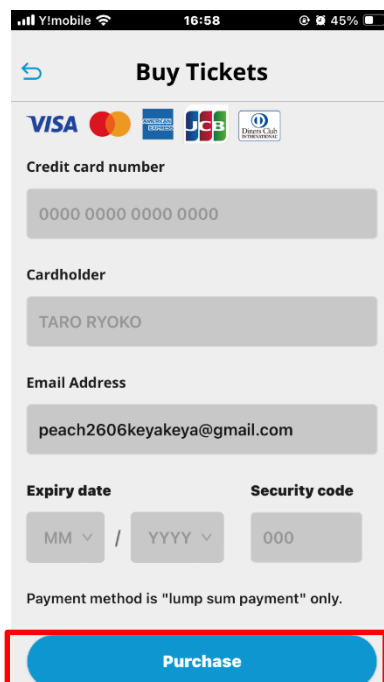 Y!mobile 16:58 45%
Buy Tickets
VISA AMERICAN EXPRESS JCB Diners Club INTERNATIONAL
Credit card number
0000 0000 0000 0000
Cardholder
TARO RYOKO
Email Address
peach2606keyakeya@gmail.com
Expiry date Security code
MM / YYYY 000
Payment method is "lump sum payment" only.
Purchase